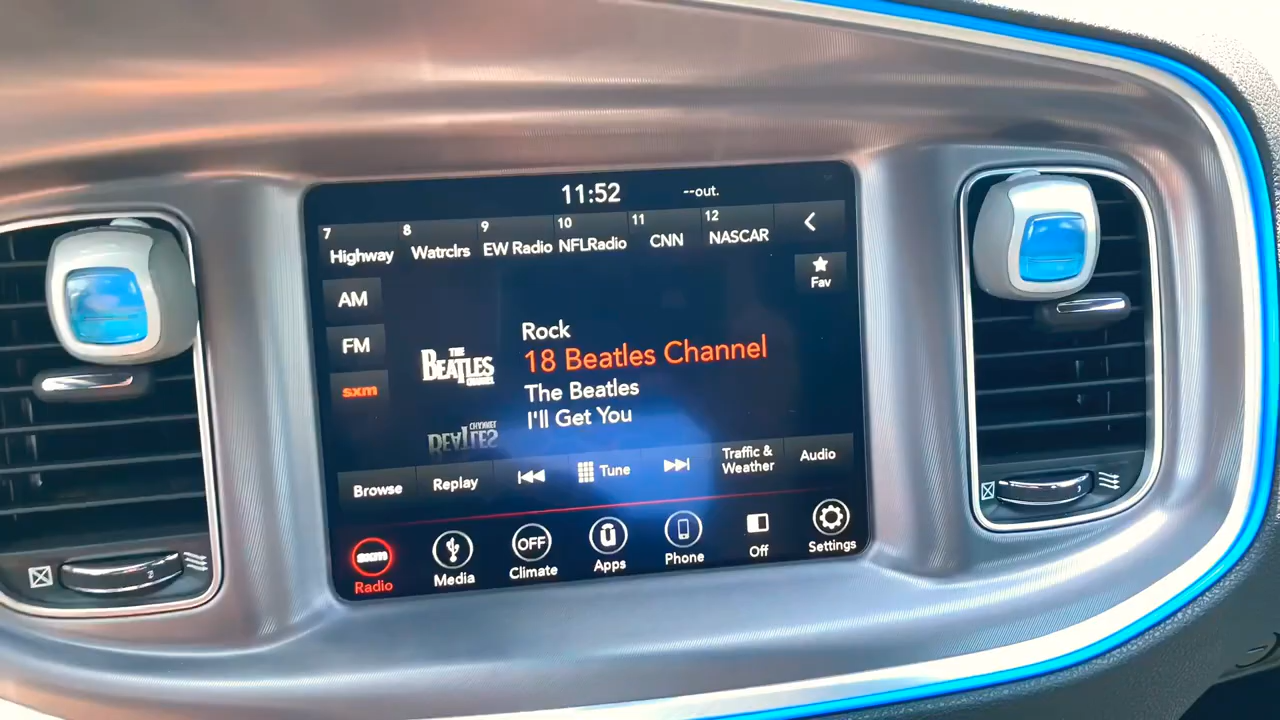 11:52 --out.
7 8 9 10 11 12
Highway Watrclrs EW Radio NFLRadio CNN NASCAR
Fav
AM
FM
sxm
THE
BEATLES
CHANNEL
Rock
18 Beatles Channel
The Beatles
I'll Get You
Browse Replay Tune Traffic & Weather Audio
sxm OFF
Radio Media Climate Apps Phone Off Settings